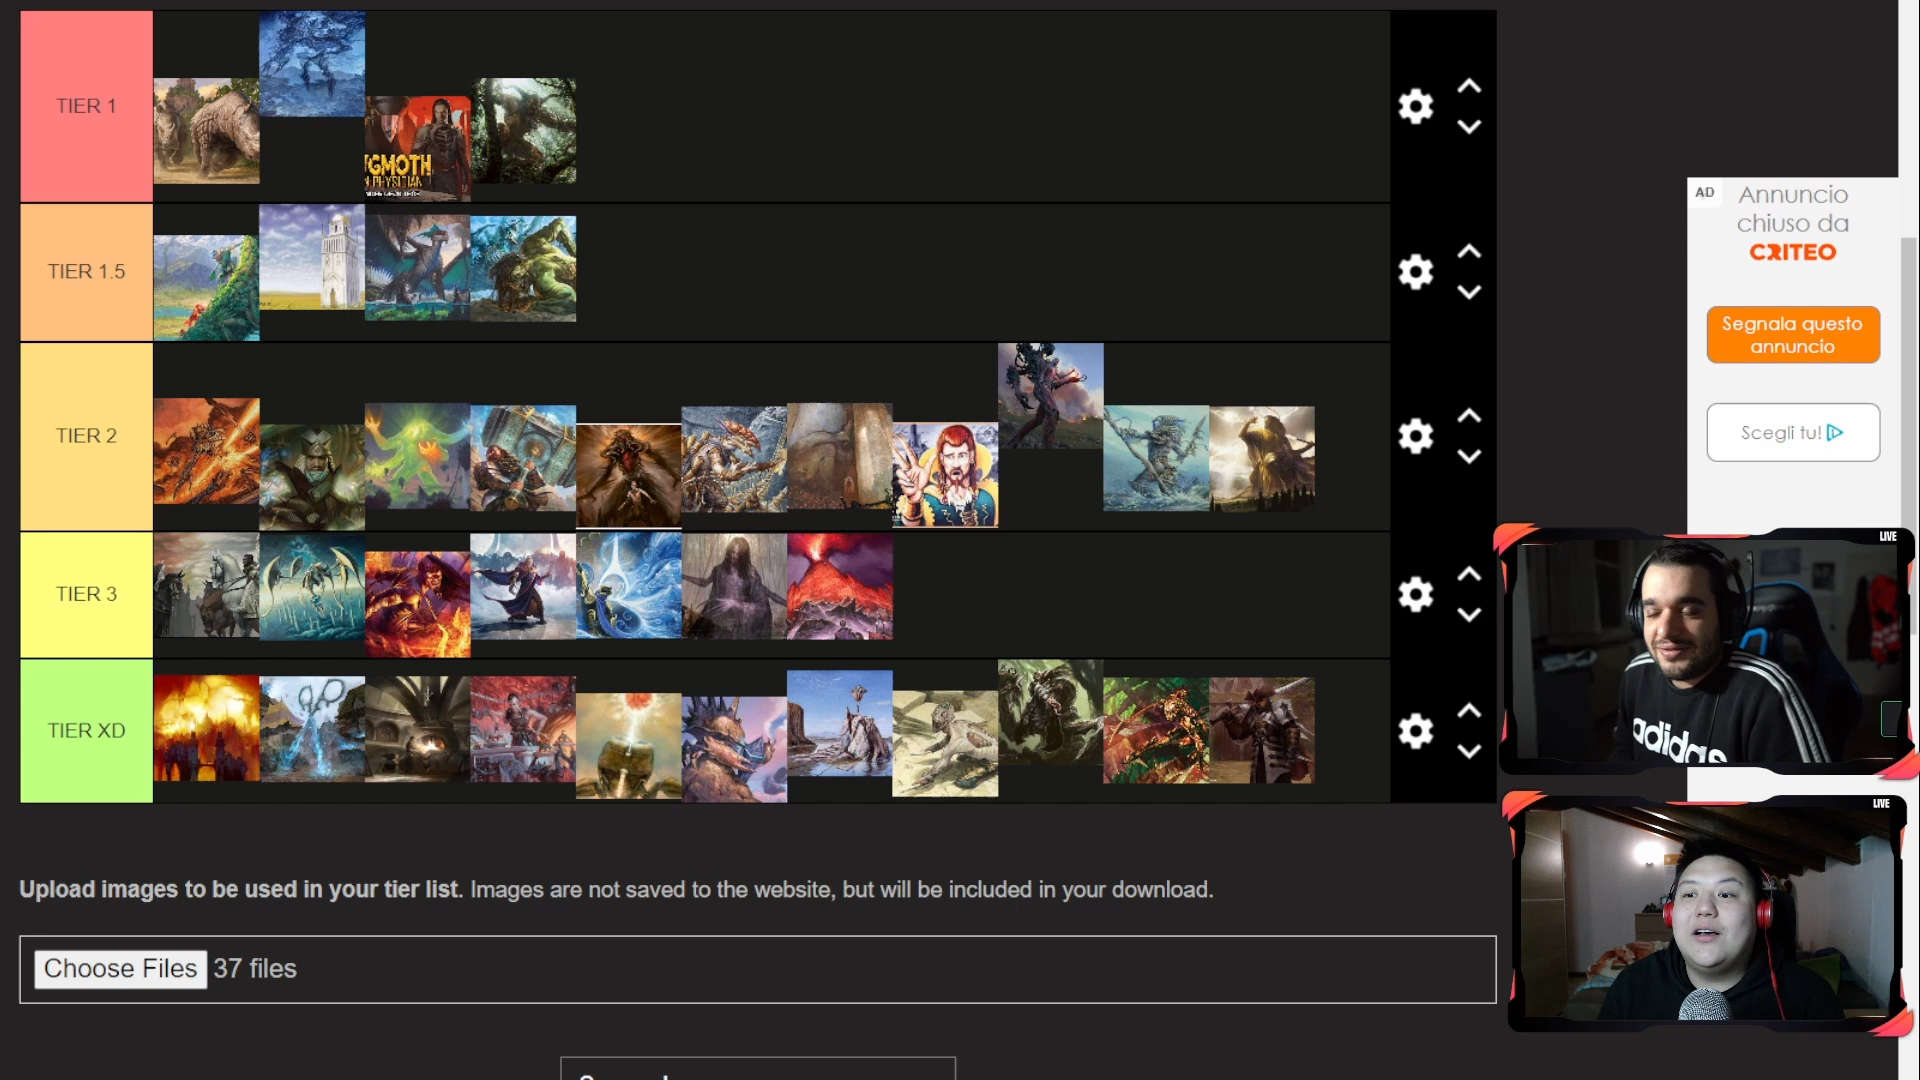 TIER 1
GMOTH
N PHYSICIAN
TIER 1.5
TIER 2
TIER 3
TIER XD
AD
Annuncio
chiuso da
CRITEO
Segnala questo
annuncio
Scegli tu!
LIVE
adidas
LIVE
Upload images to be used in your tier list. Images are not saved to the website, but will be included in your download.
Choose Files 37 files